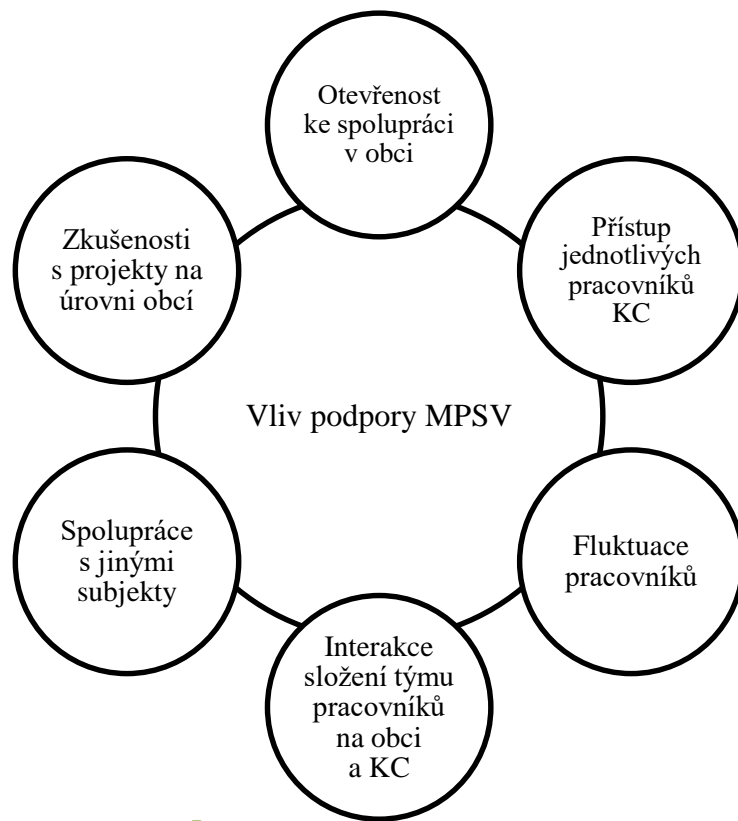 Otevřenost
ke spolupráci
v obci
Zkušenosti
s projekty na
úrovni obcí
Přístup
jednotlivých
pracovníků
KC
Vliv podpory MPSV
Spolupráce
s jinými
subjekty
Fluktuace
pracovníků
Interakce
složení týmu
pracovníků
na obci
a KC